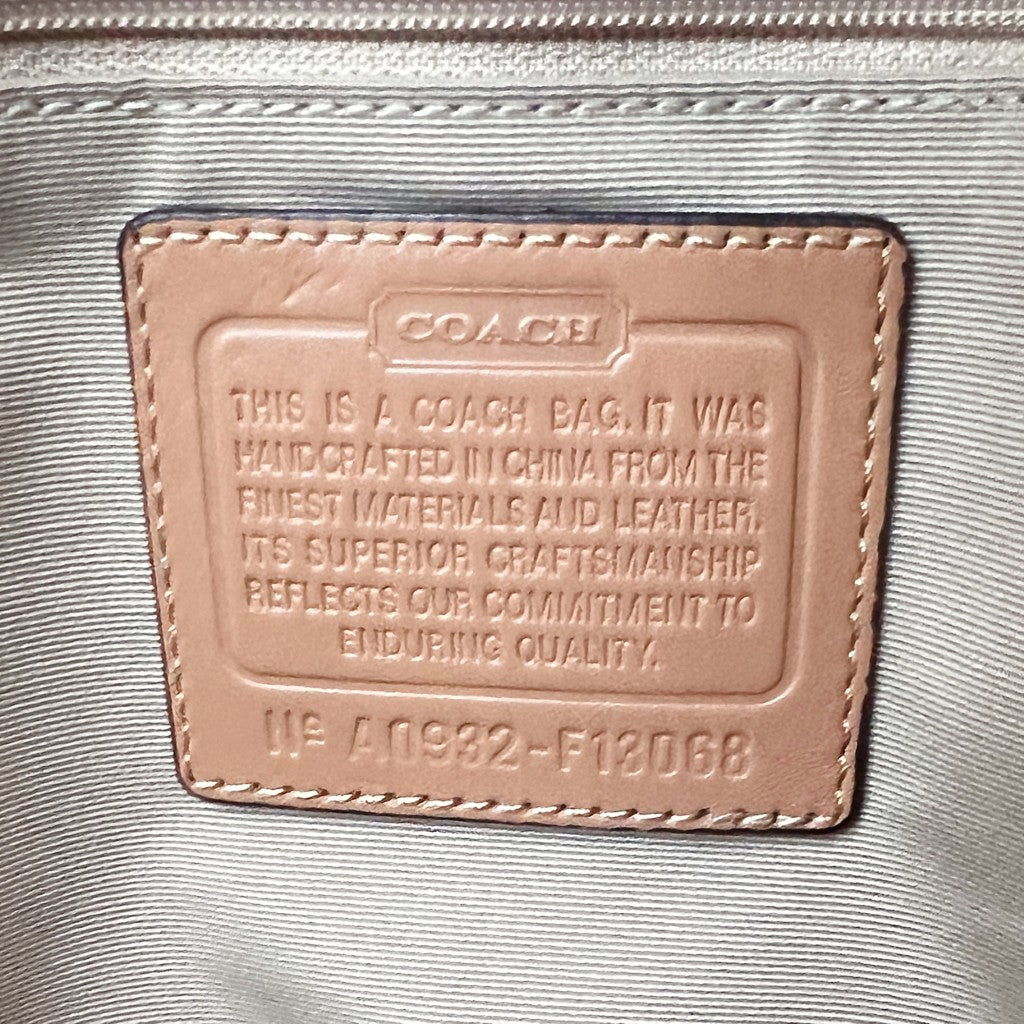 COACH
THIS IS A COACH BAG. IT WAS
HANDCRAFTED IN CHINA FROM THE
FINEST MATERIALS AND LEATHER.
ITS SUPERIOR CRAFTSMANSHIP
REFLECTS OUR COMMITMENT TO
ENDURING QUALITY.
Nº A0932-F13068